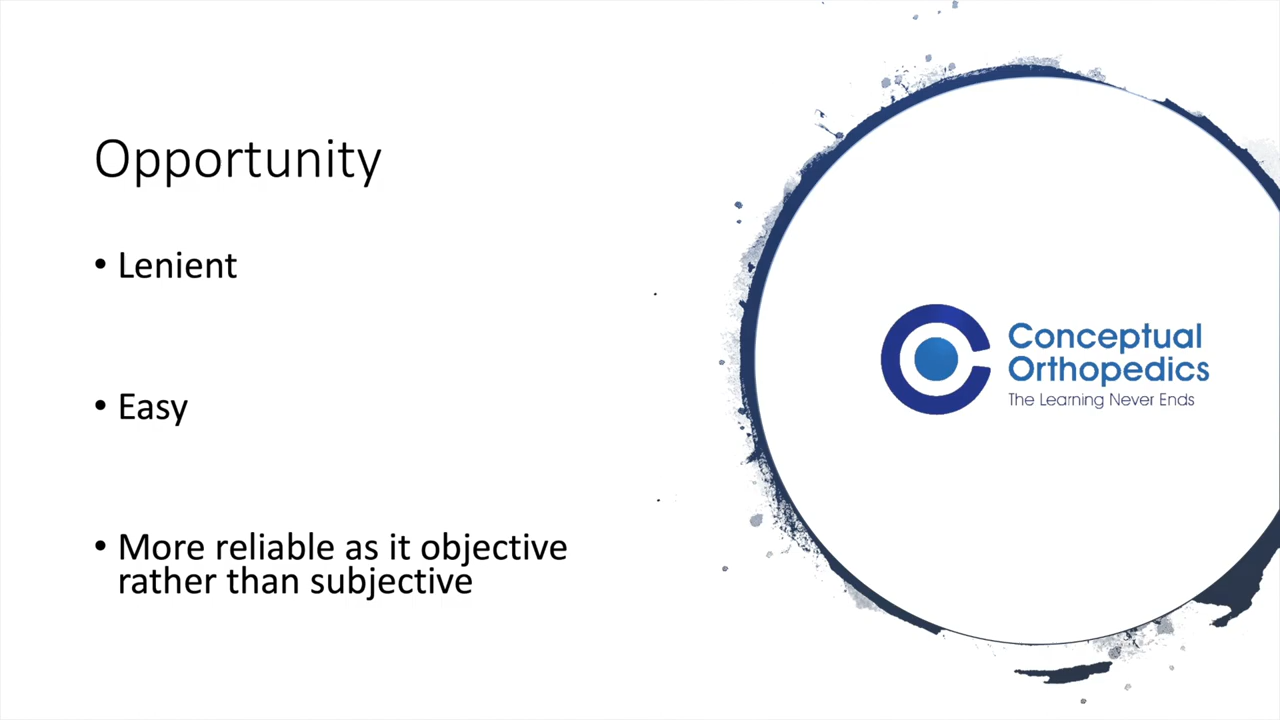 Opportunity
• Lenient
• Easy
• More reliable as it objective
rather than subjective
Conceptual
Orthopedics
The Learning Never Ends